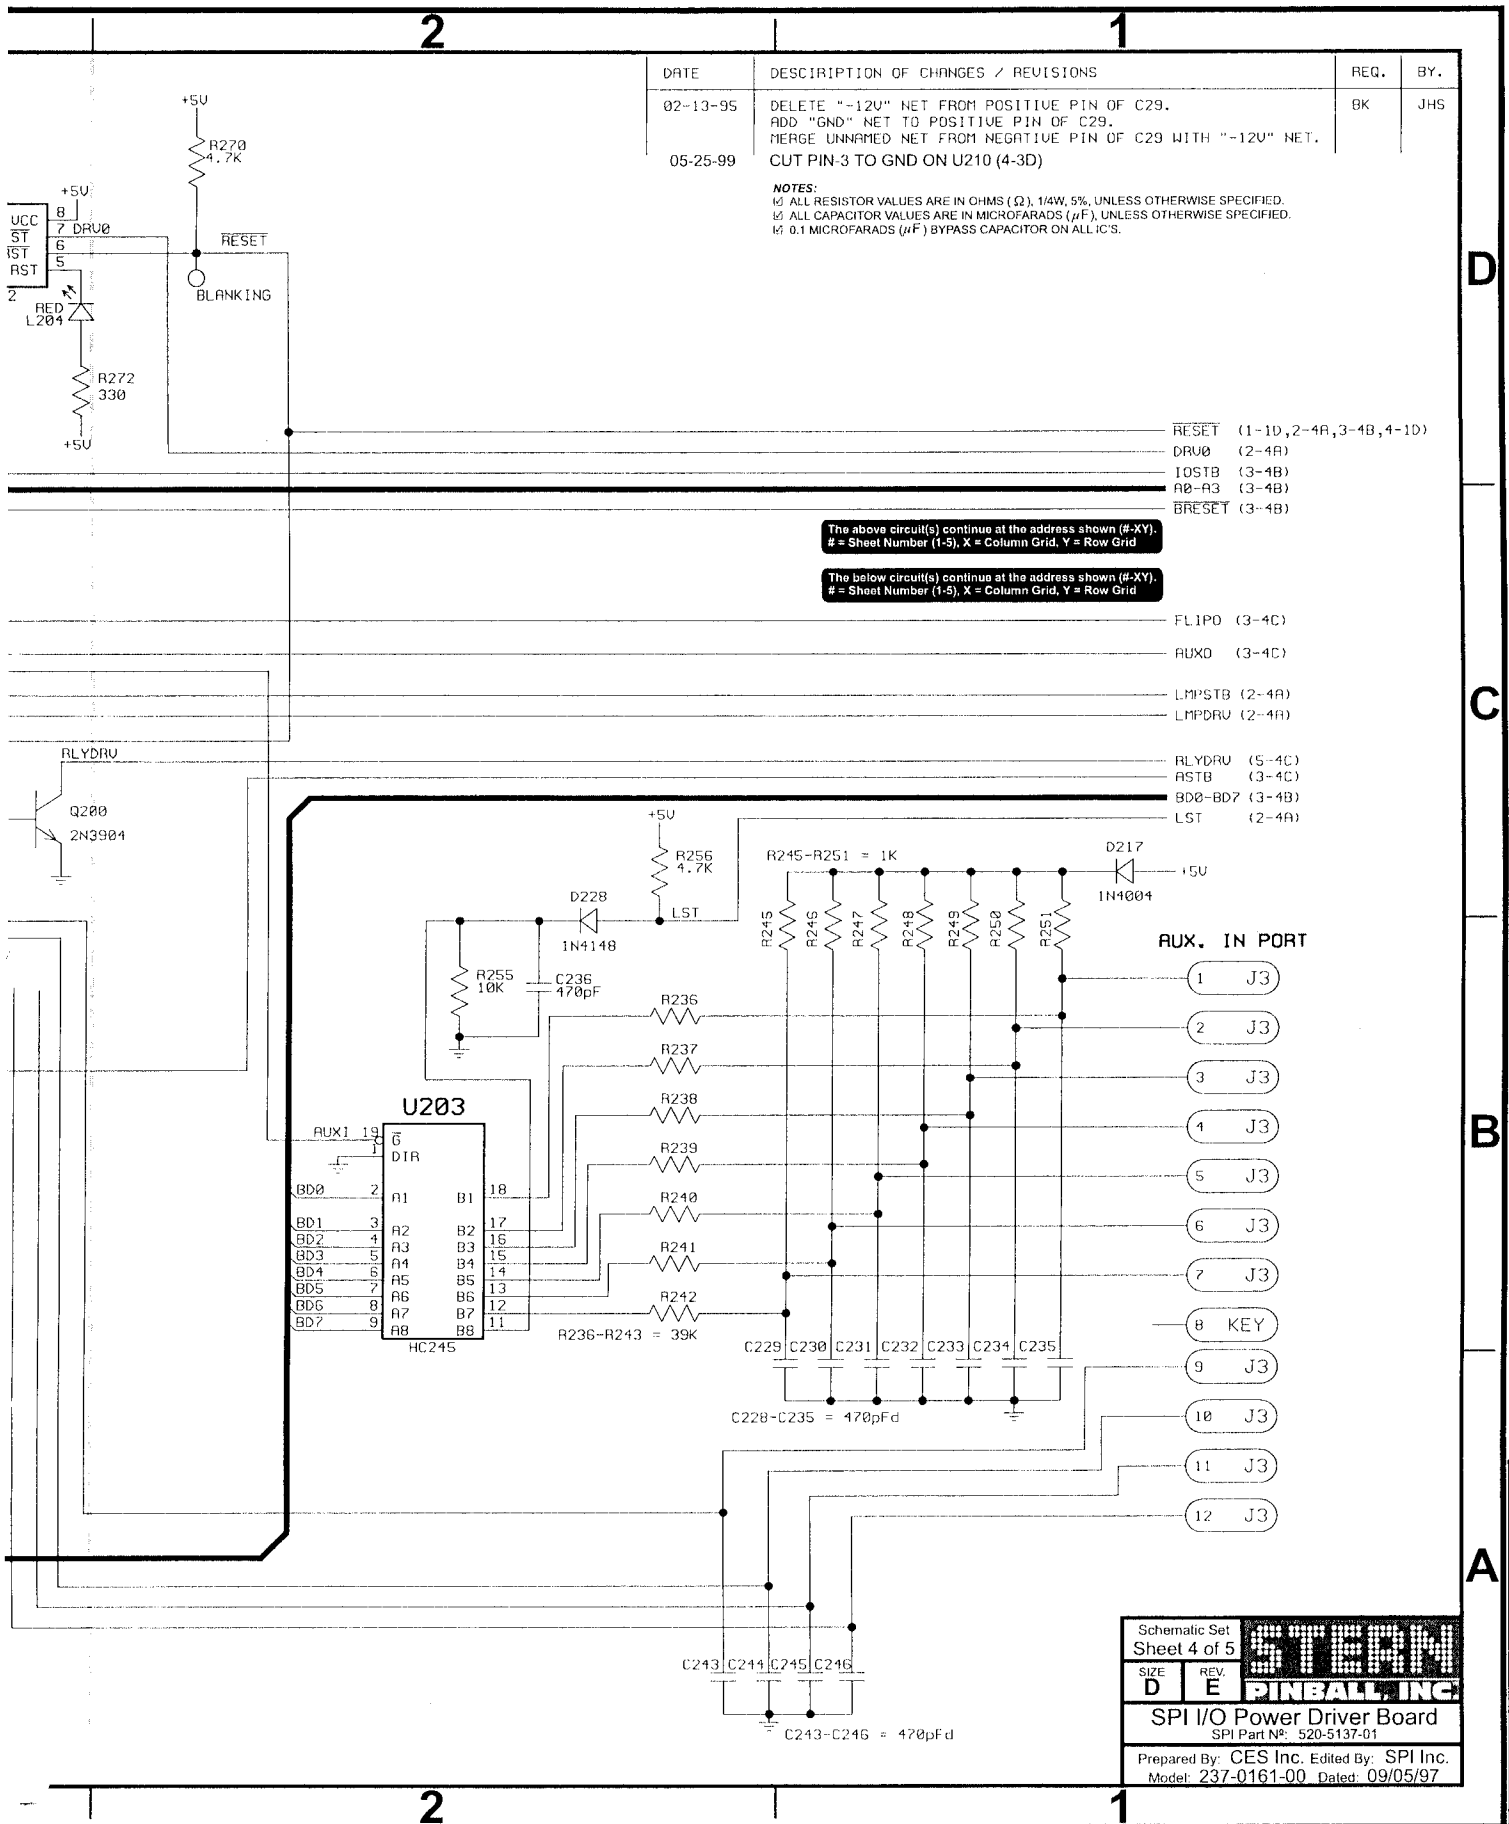 2
1
DATE DESCIRIPTION OF CHANGES / REVISIONS REQ. BY.
02-13-95 DELETE "-12V" NET FROM POSITIVE PIN OF C29. BK JHS
ADD "GND" NET TO POSITIVE PIN OF C29.
MERGE UNNAMED NET FROM NEGATIVE PIN OF C29 WITH "-12V" NET.
05-25-99 CUT PIN-3 TO GND ON U210 (4-3D)
NOTES:
☑ ALL RESISTOR VALUES ARE IN OHMS (Ω), 1/4W, 5%, UNLESS OTHERWISE SPECIFIED.
☑ ALL CAPACITOR VALUES ARE IN MICROFARADS (μF), UNLESS OTHERWISE SPECIFIED.
☑ 0.1 MICROFARADS (μF) BYPASS CAPACITOR ON ALL IC'S.
+5V
R270
4.7K
+5V
VCC 8
ST 7 DRV0
RST 6
RST 5
2
RESET
BLANKING
RED
L204
R272
330
+5V
D
RESET (1-1D,2-4A,3-4B,4-1D)
DRV0 (2-4A)
IOSTB (3-4B)
A0-A3 (3-4B)
BRESET (3-4B)
The above circuit(s) continue at the address shown (#-XY).
# = Sheet Number (1-5), X = Column Grid, Y = Row Grid
The below circuit(s) continue at the address shown (#-XY).
# = Sheet Number (1-5), X = Column Grid, Y = Row Grid
FLIPO (3-4C)
AUXO (3-4C)
LMPSTB (2-4A)
LMPDRV (2-4A)
C
RLYDRV
RLYDRV (5-4C)
ASTB (3-4C)
BD0-BD7 (3-4B)
LST (2-4A)
Q200
2N3904
+5V
R256
4.7K
LST
D228
1N4148
R255
10K
C236
470pF
R245-R251 = 1K
D217
1N4004
+5V
R245 R246 R247 R248 R249 R250 R251
AUX. IN PORT
1 J3
2 J3
3 J3
4 J3
5 J3
6 J3
7 J3
8 KEY
9 J3
10 J3
11 J3
12 J3
R236
R237
R238
R239
R240
R241
R242
R236-R243 = 39K
U203
AUXI 19 G
1 DIR
BD0 2 A1 B1 18
BD1 3 A2 B2 17
BD2 4 A3 B3 16
BD3 5 A4 B4 15
BD4 6 A5 B5 14
BD5 7 A6 B6 13
BD6 8 A7 B7 12
BD7 9 A8 B8 11
HC245
B
C229 C230 C231 C232 C233 C234 C235
C228-C235 = 470pFd
C243 C244 C245 C246
C243-C246 = 470pFd
A
Schematic Set
Sheet 4 of 5
SIZE
D
REV.
E
STERN
PINBALL, INC
SPI I/O Power Driver Board
SPI Part Nº: 520-5137-01
Prepared By: CES Inc. Edited By: SPI Inc.
Model: 237-0161-00 Dated: 09/05/97
2
1